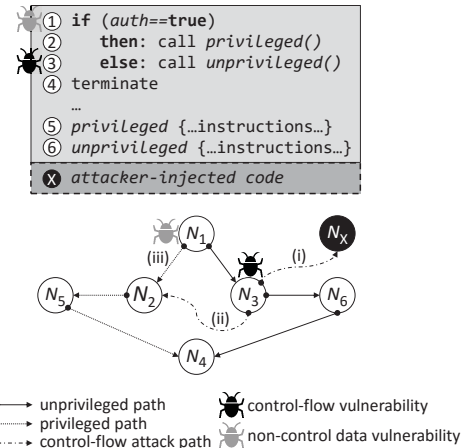 ① if (auth==true)
② then: call privileged()
③ else: call unprivileged()
④ terminate
…
⑤ privileged {…instructions…}
⑥ unprivileged {…instructions…}
X attacker-injected code
N1
NX
(i)
(iii)
N5
N2
N3
N6
(ii)
N4
unprivileged path
control-flow vulnerability
privileged path
control-flow attack path
non-control data vulnerability